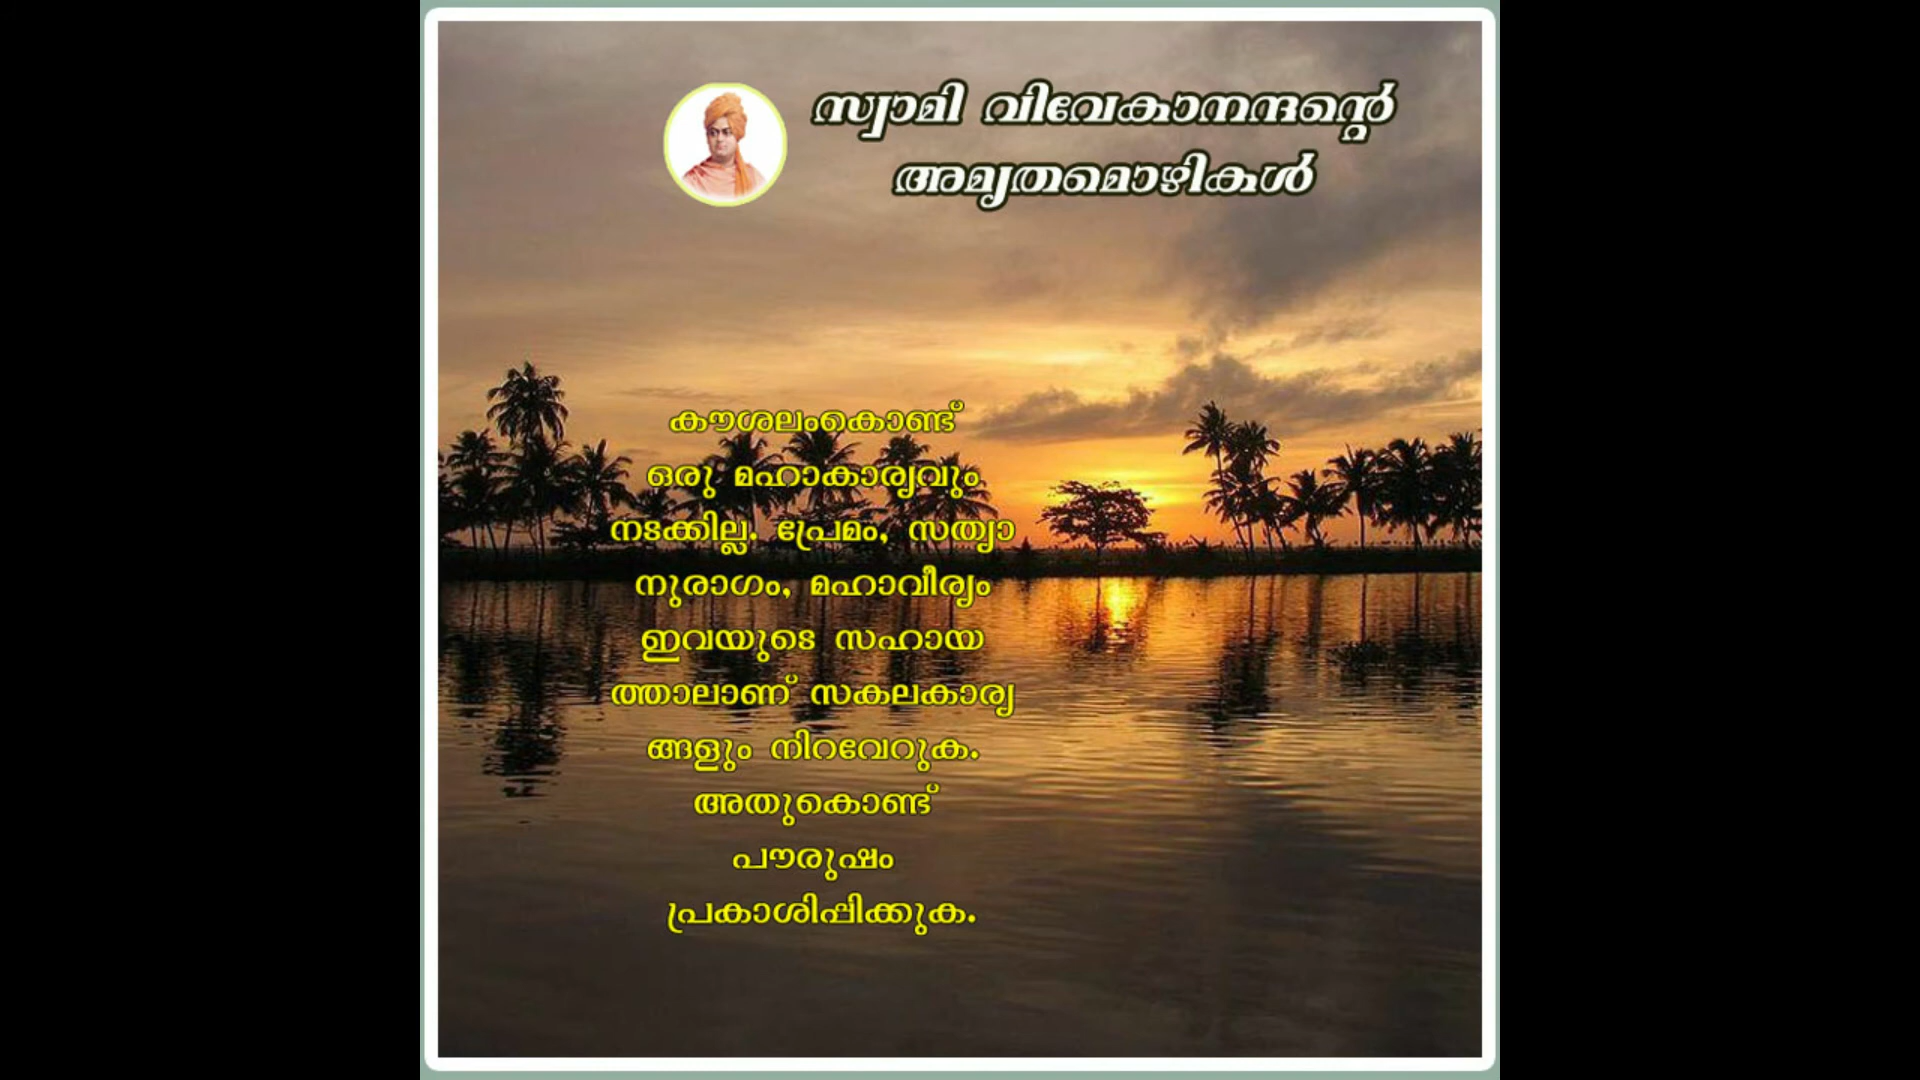 സ്വാമി വിവേകാനന്ദന്റെ
അമൃതമൊഴികൾ
കൗശലംകൊണ്ട്
ഒരു മഹാകാര്യവും
നടക്കില്ല. പ്രേമം, സത്യാ
നുരാഗം, മഹാവീര്യം
ഇവയുടെ സഹായ
ത്താലാണ് സകലകാര്യ
ങ്ങളും നിറവേറുക.
അതുകൊണ്ട്
പൗരുഷം
പ്രകാശിപ്പിക്കുക.